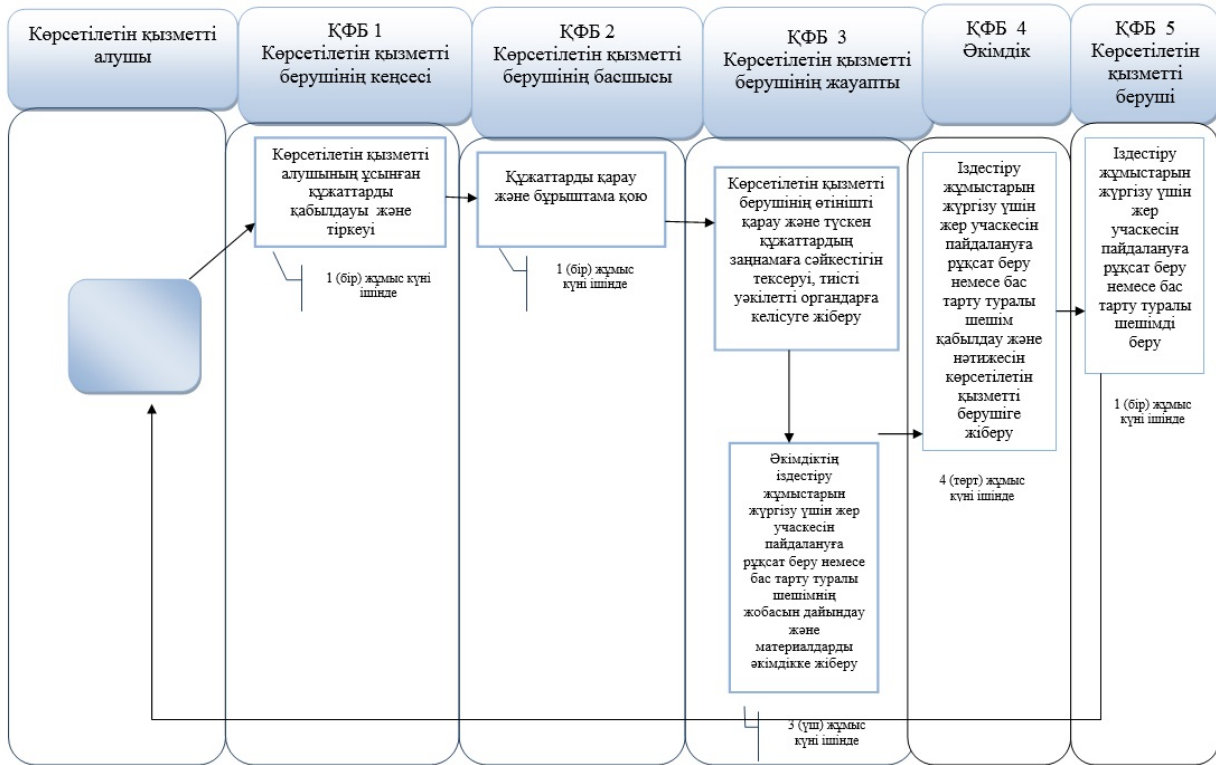 Көрсетілетін қызметті
алушы
ҚФБ 1
Көрсетілетін қызметті
берушінің кеңсесі
ҚФБ 2
Көрсетілетін қызметті
берушінің басшысы
ҚФБ 3
Көрсетілетін қызметті
берушінің жауапты
ҚФБ 4
Әкімдік
ҚФБ 5
Көрсетілетін
қызметті
беруші
Көрсетілетін қызметті
алушының ұсынған
құжаттарды
қабылдауы және
тіркеуі
1 (бір) жұмыс күні
ішінде
Құжаттарды қарау
және бұрыштама қою
1 (бір) жұмыс
күні ішінде
Көрсетілетін қызметті
берушінің өтінішті
қарау және түскен
құжаттардың
заңнамаға сәйкестігін
тексеруі, тиісті
уәкілетті органдарға
келісуге жіберу
Әкімдіктің
іздестіру
жұмыстарын
жүргізу үшін жер
учаскесін
пайдалануға
рұқсат беру немесе
бас тарту туралы
шешімнің
жобасын дайындау
және
материалдарды
әкімдікке жіберу
3 (үш) жұмыс
күні ішінде
Іздестіру
жұмыстарын
жүргізу үшін
жер учаскесін
пайдалануға
рұқсат беру
немесе бас
тарту туралы
шешім
қабылдау және
нәтижесін
көрсетілетін
қызметті
берушіге
жіберу
4 (төрт) жұмыс
күні ішінде
Іздестіру
жұмыстарын
жүргізу үшін
жер
учаскесін
пайдалануға
рұқсат беру
немесе бас
тарту туралы
шешімді
беру
1 (бір) жұмыс
күні ішінде